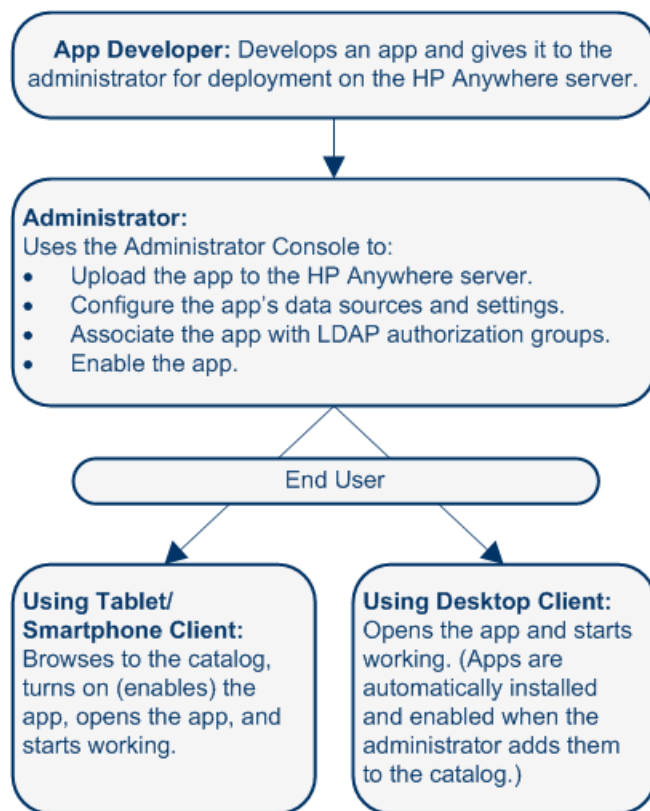 App Developer: Develops an app and gives it to the
administrator for deployment on the HP Anywhere server.
Administrator:
Uses the Administrator Console to:
• Upload the app to the HP Anywhere server.
• Configure the app's data sources and settings.
• Associate the app with LDAP authorization groups.
• Enable the app.
End User
Using Tablet/
Smartphone Client:
Browses to the catalog,
turns on (enables) the
app, opens the app, and
starts working.
Using Desktop Client:
Opens the app and starts
working. (Apps are
automatically installed
and enabled when the
administrator adds them
to the catalog.)